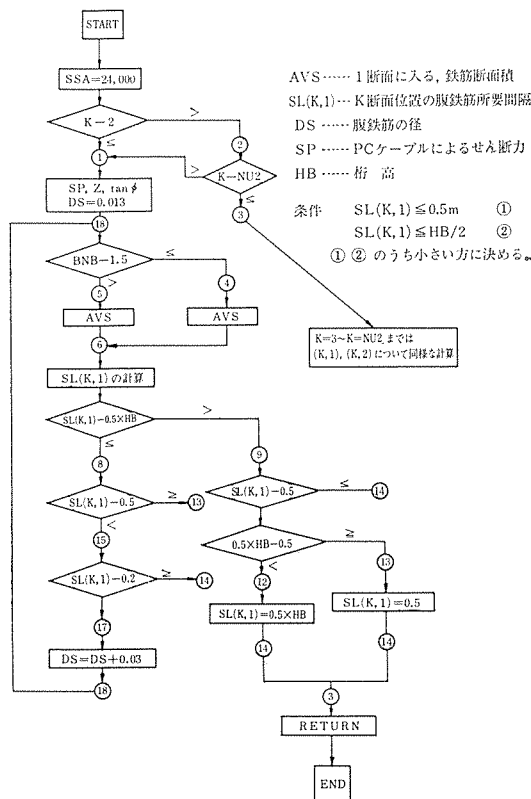 START
SSA=24,000
K-2
>
≤
②
①
K-NU2
>
≤
③
SP, Z, tanφ
DS=0.013
⑱
BNB-1.5
≤
>
④
⑤
AVS
AVS
⑥
SL(K,1)の計算
SL(K,1)-0.5×HB
>
≤
⑧
⑨
SL(K,1)-0.5
≥
⑬
<
SL(K,1)-0.5
≤
⑭
⑮
0.5×HB-0.5
≥
<
⑬
⑫
SL(K,1)-0.2
≥
⑭
SL(K,1)=0.5
SL(K,1)=0.5×HB
⑰
⑭
⑭
DS=DS+0.03
⑱
③
RETURN
END
K=3~K=NU2までは
(K,1), (K,2)について同様な計算
AVS……1断面に入る,鉄筋断面積
SL(K,1)…K断面位置の腹鉄筋所要間隔
DS……腹鉄筋の径
SP……PCケーブルによるせん断力
HB……桁 高
条件 SL(K,1)≤0.5m ①
SL(K,1)≤HB/2 ②
① ② のうち小さい方に決める。